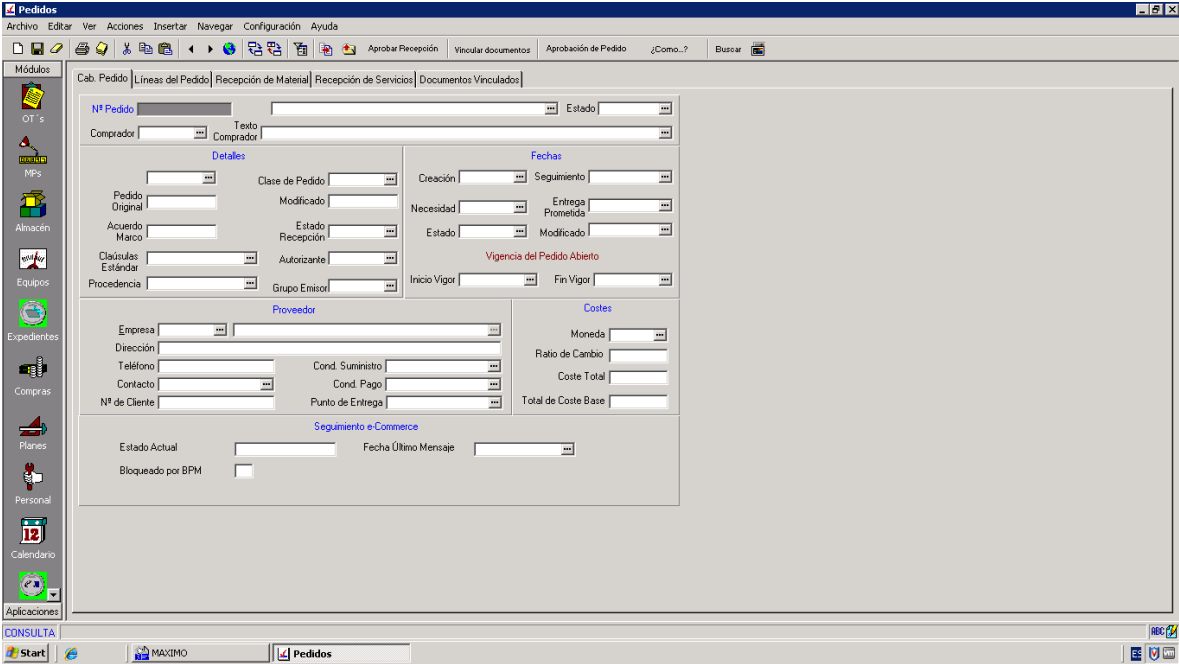 Pedidos
Archivo Editar Ver Acciones Insertar Navegar Configuración Ayuda
Aprobar Recepción Vincular documentos Aprobación de Pedido ¿Como...? Buscar
Módulos
OT´s
MPs
Almacén
Equipos
Expedientes
Compras
Planes
Personal
12
Calendario
Aplicaciones
Cab. Pedido Líneas del Pedido Recepción de Material Recepción de Servicios Documentos Vinculados
Nº Pedido Estado
Comprador Texto Comprador
Detalles
Clase de Pedido
Pedido Original Modificado
Acuerdo Marco Estado Recepción
Claúsulas Estándar Autorizante
Procedencia Grupo Emisor
Fechas
Creación Seguimiento
Necesidad Entrega Prometida
Estado Modificado
Vigencia del Pedido Abierto
Inicio Vigor Fin Vigor
Proveedor
Empresa
Dirección
Teléfono Cond. Suministro
Contacto Cond. Pago
Nº de Cliente Punto de Entrega
Costes
Moneda
Ratio de Cambio
Coste Total
Total de Coste Base
Seguimiento e-Commerce
Estado Actual Fecha Último Mensaje
Bloqueado por BPM
CONSULTA ABC
Start MAXIMO Pedidos ES